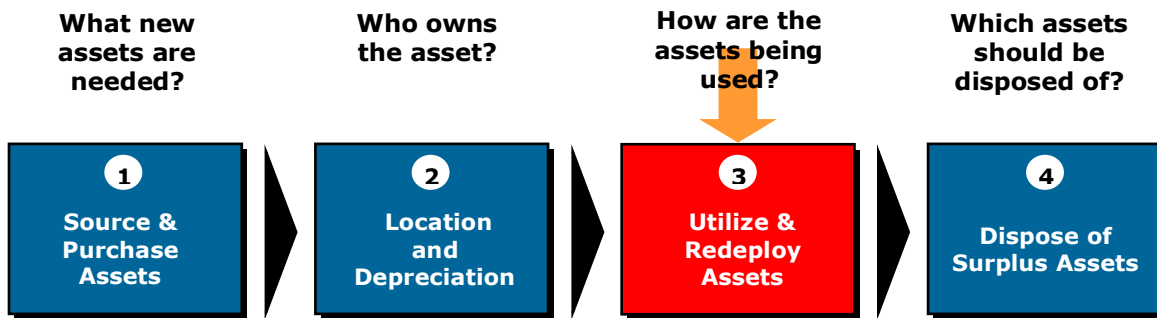 What new
assets are
needed?
Who owns
the asset?
How are the
assets being
used?
Which assets
should be
disposed of?
1
Source &
Purchase
Assets
2
Location
and
Depreciation
3
Utilize &
Redeploy
Assets
4
Dispose of
Surplus Assets